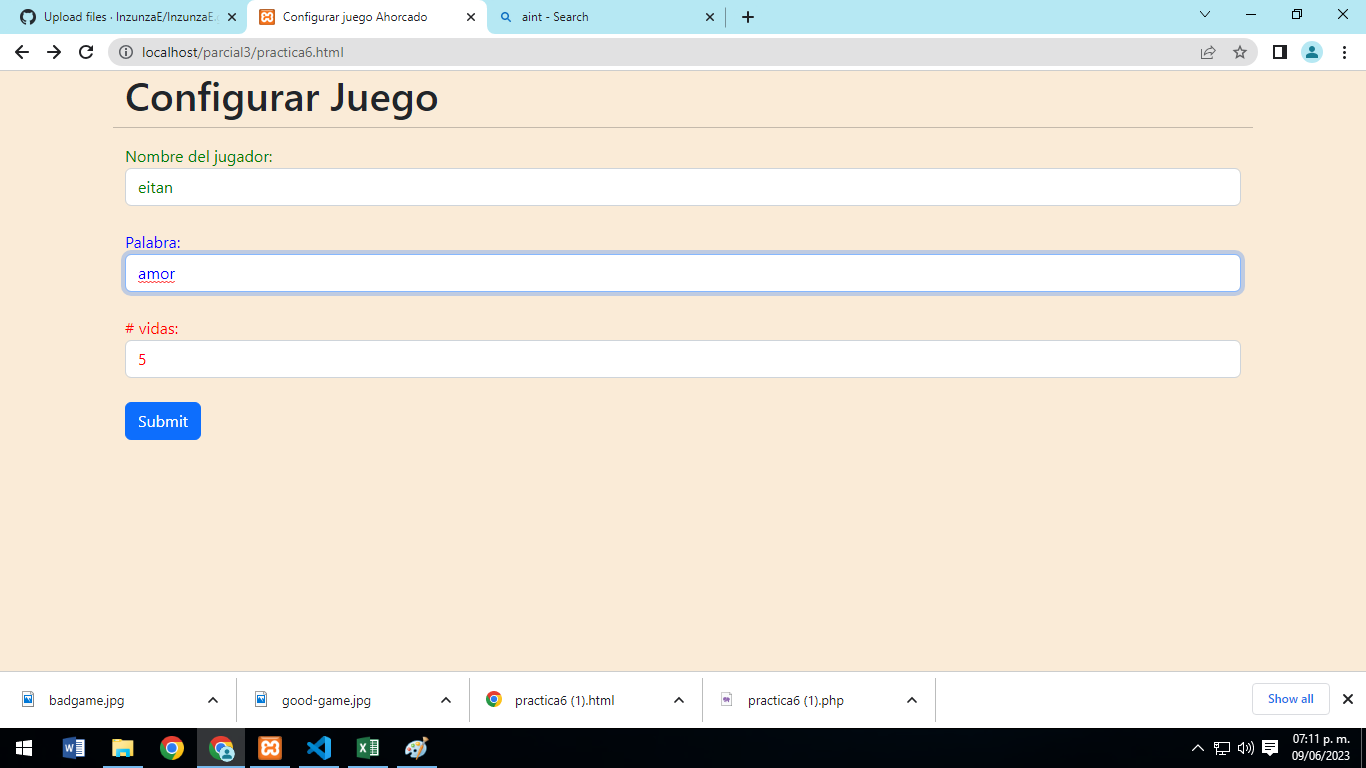 Upload files · InzunzaE/InzunzaE.
Configurar juego Ahorcado
aint - Search
localhost/parcial3/practica6.html
Configurar Juego
Nombre del jugador:
eitan
Palabra:
amor
# vidas:
5
Submit
badgame.jpg
good-game.jpg
practica6 (1).html
practica6 (1).php
Show all
07:11 p. m.
09/06/2023